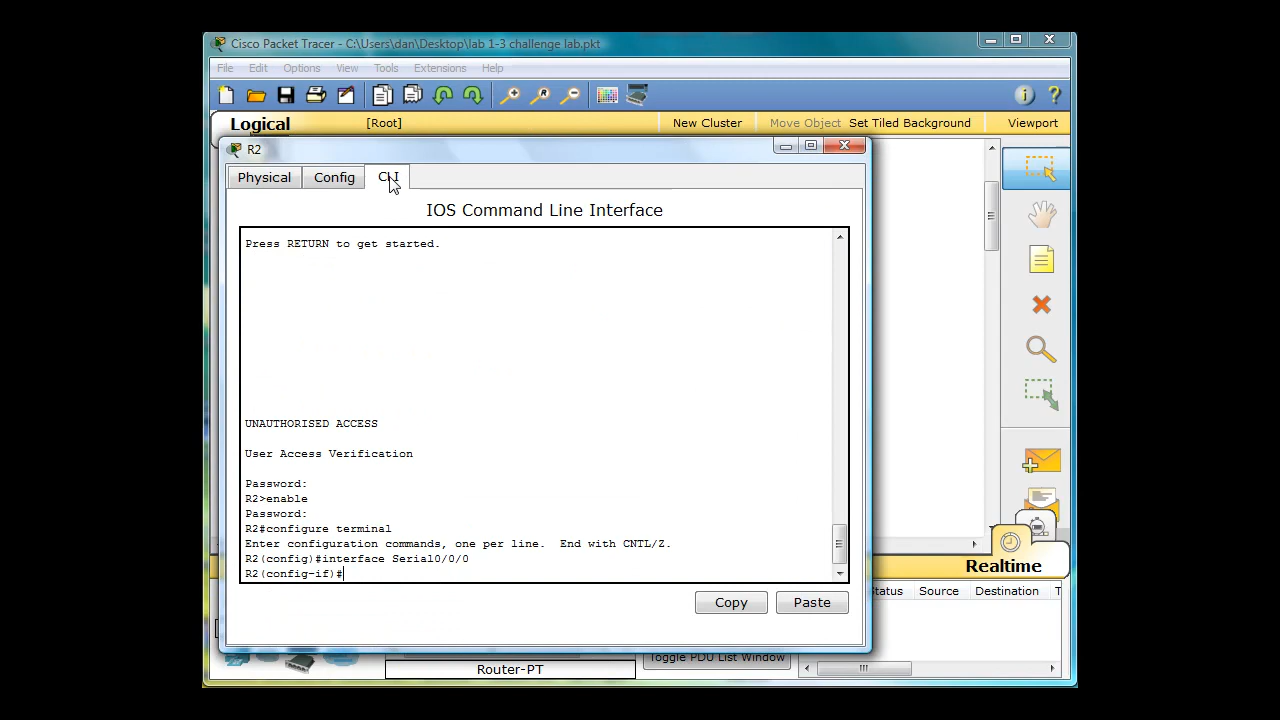 Cisco Packet Tracer - C:\Users\dan\Desktop\lab 1-3 challenge lab.pkt
File Edit Options View Tools Extensions Help
Logical [Root] New Cluster Move Object Set Tiled Background Viewport
R2
Physical Config CLI
IOS Command Line Interface
Press RETURN to get started.
UNAUTHORISED ACCESS
User Access Verification
Password:
R2>enable
Password:
R2#configure terminal
Enter configuration commands, one per line.  End with CNTL/Z.
R2(config)#interface Serial0/0/0
R2(config-if)#
Copy Paste
Realtime
Status Source Destination T
Router-PT
Toggle PDU List Window